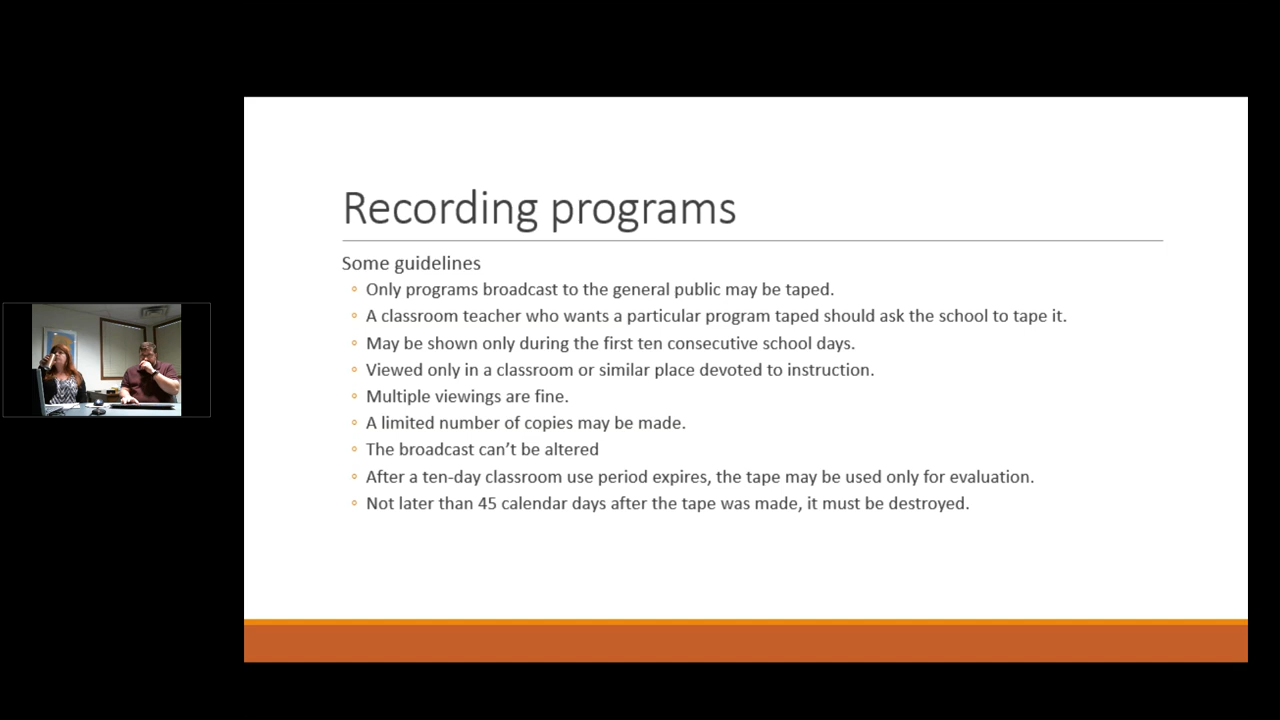 Recording programs
Some guidelines
Only programs broadcast to the general public may be taped.
A classroom teacher who wants a particular program taped should ask the school to tape it.
May be shown only during the first ten consecutive school days.
Viewed only in a classroom or similar place devoted to instruction.
Multiple viewings are fine.
A limited number of copies may be made.
The broadcast can’t be altered
After a ten-day classroom use period expires, the tape may be used only for evaluation.
Not later than 45 calendar days after the tape was made, it must be destroyed.